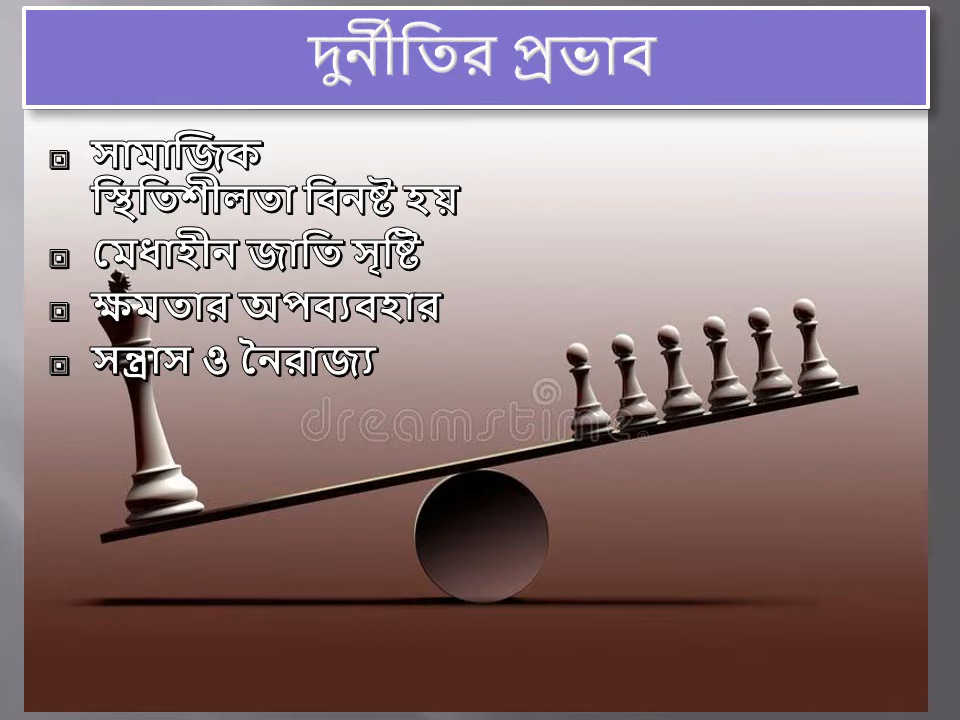 দুর্নীতির প্রভাব
সামাজিক
স্থিতিশীলতা বিনষ্ট হয়
মেধাহীন জাতি সৃষ্টি
ক্ষমতার অপব্যবহার
সন্ত্রাস ও নৈরাজ্য
dreamstime.